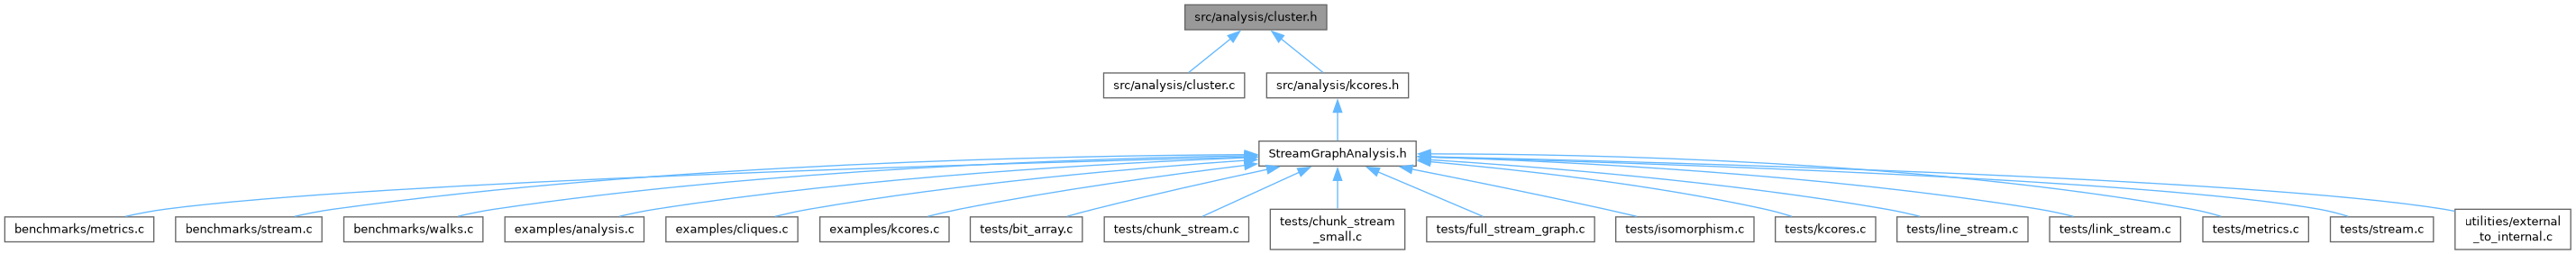 src/analysis/cluster.h
src/analysis/cluster.c
src/analysis/kcores.h
StreamGraphAnalysis.h
benchmarks/metrics.c
benchmarks/stream.c
benchmarks/walks.c
examples/analysis.c
examples/cliques.c
examples/kcores.c
tests/bit_array.c
tests/chunk_stream.c
tests/chunk_stream
_small.c
tests/full_stream_graph.c
tests/isomorphism.c
tests/kcores.c
tests/line_stream.c
tests/link_stream.c
tests/metrics.c
tests/stream.c
utilities/external
_to_internal.c